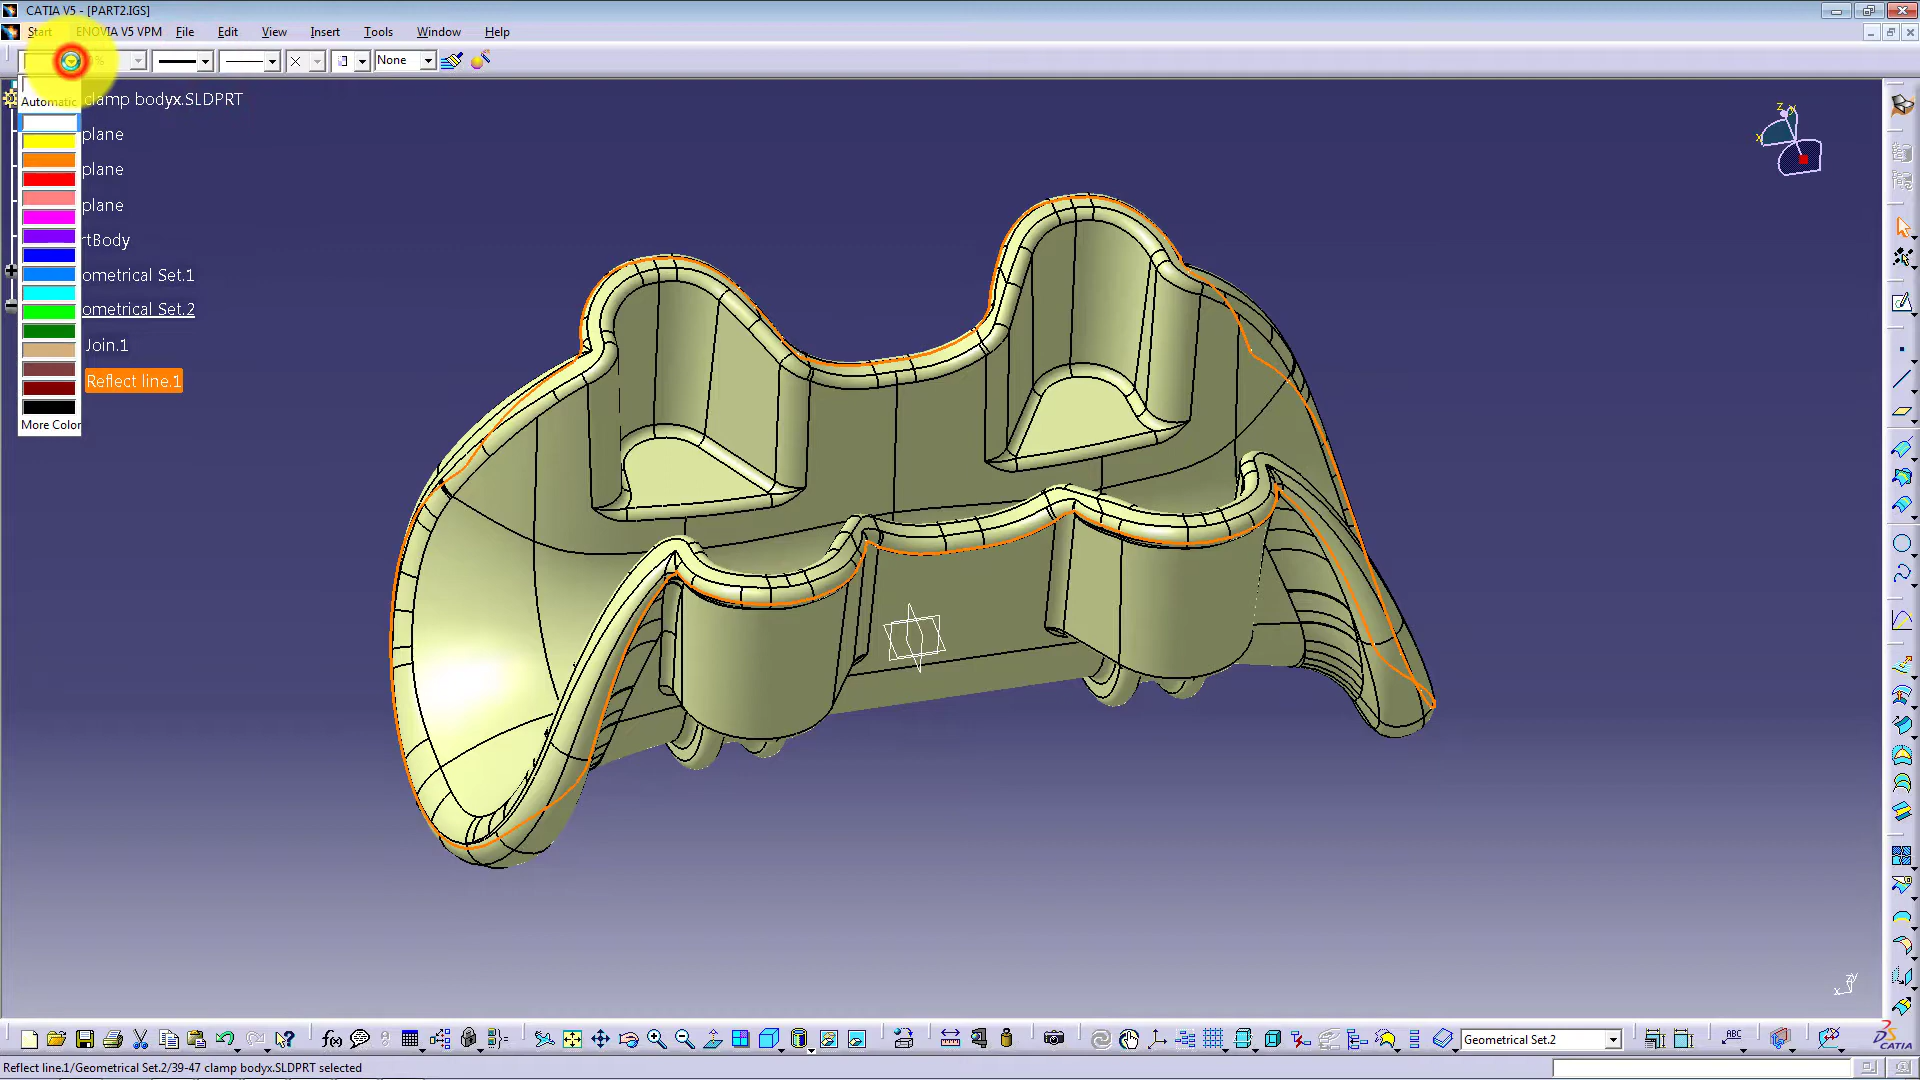 CATIA V5 - [PART2.IGS]
Start ENOVIA V5 VPM File Edit View Insert Tools Window Help
None
Automatic
clamp bodyx.SLDPRT
plane
plane
plane
rtBody
ometrical Set.1
ometrical Set.2
Join.1
Reflect line.1
More Color
z y
x
Geometrical Set.2
ABC
CATIA
Reflect line.1/Geometrical Set.2/39-47 clamp bodyx.SLDPRT selected